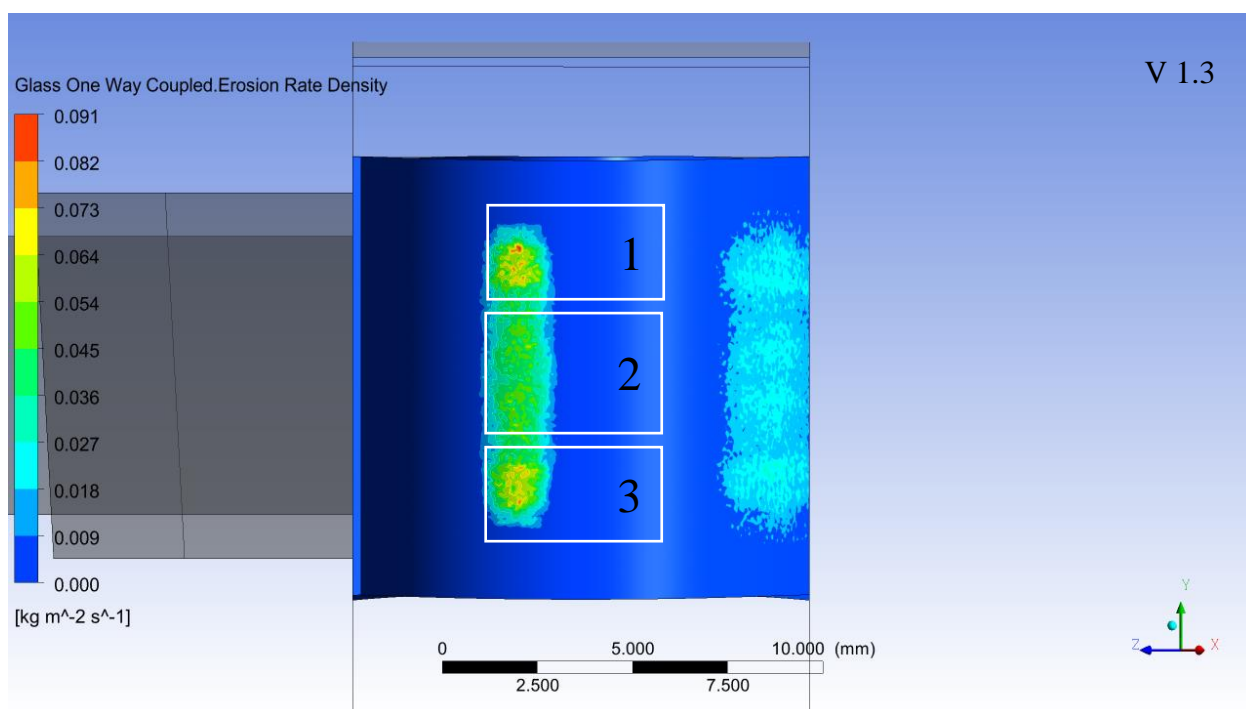 V 1.3
Glass One Way Coupled.Erosion Rate Density
0.091
0.082
0.073
0.064
0.054
0.045
0.036
0.027
0.018
0.009
0.000
[kg m^-2 s^-1]
1
2
3
0 5.000 10.000 (mm)
2.500 7.500
Y
Z X